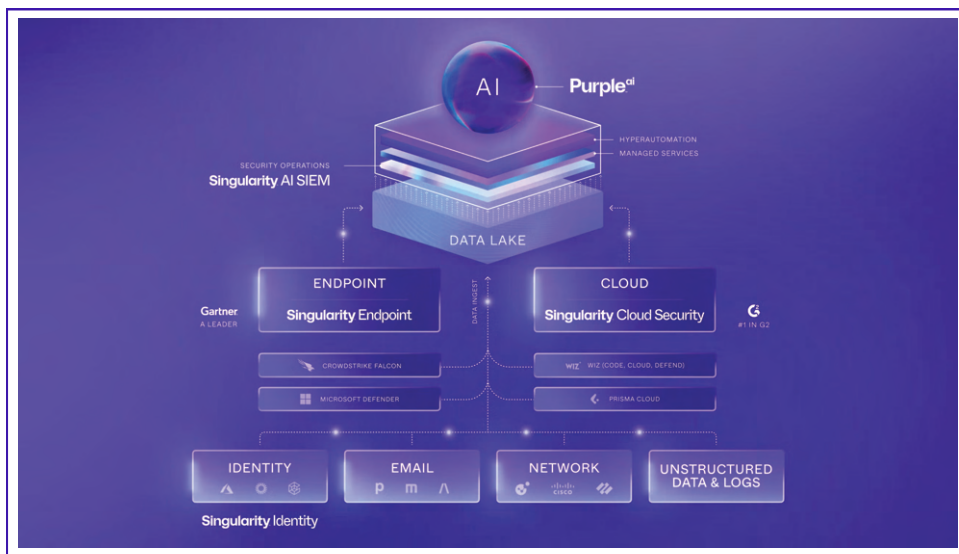 AI
Purple.ai
HYPERAUTOMATION
MANAGED SERVICES
SECURITY OPERATIONS
Singularity AI SIEM
DATA LAKE
ENDPOINT
Singularity Endpoint
CLOUD
Singularity Cloud Security
Gartner
A LEADER
DATA INGEST
#1 IN G2
CROWDSTRIKE FALCON
WIZ WIZ (CODE, CLOUD, DEFEND)
MICROSOFT DEFENDER
PRISMA CLOUD
IDENTITY
EMAIL
p m
NETWORK
CISCO
UNSTRUCTURED
DATA & LOGS
Singularity Identity